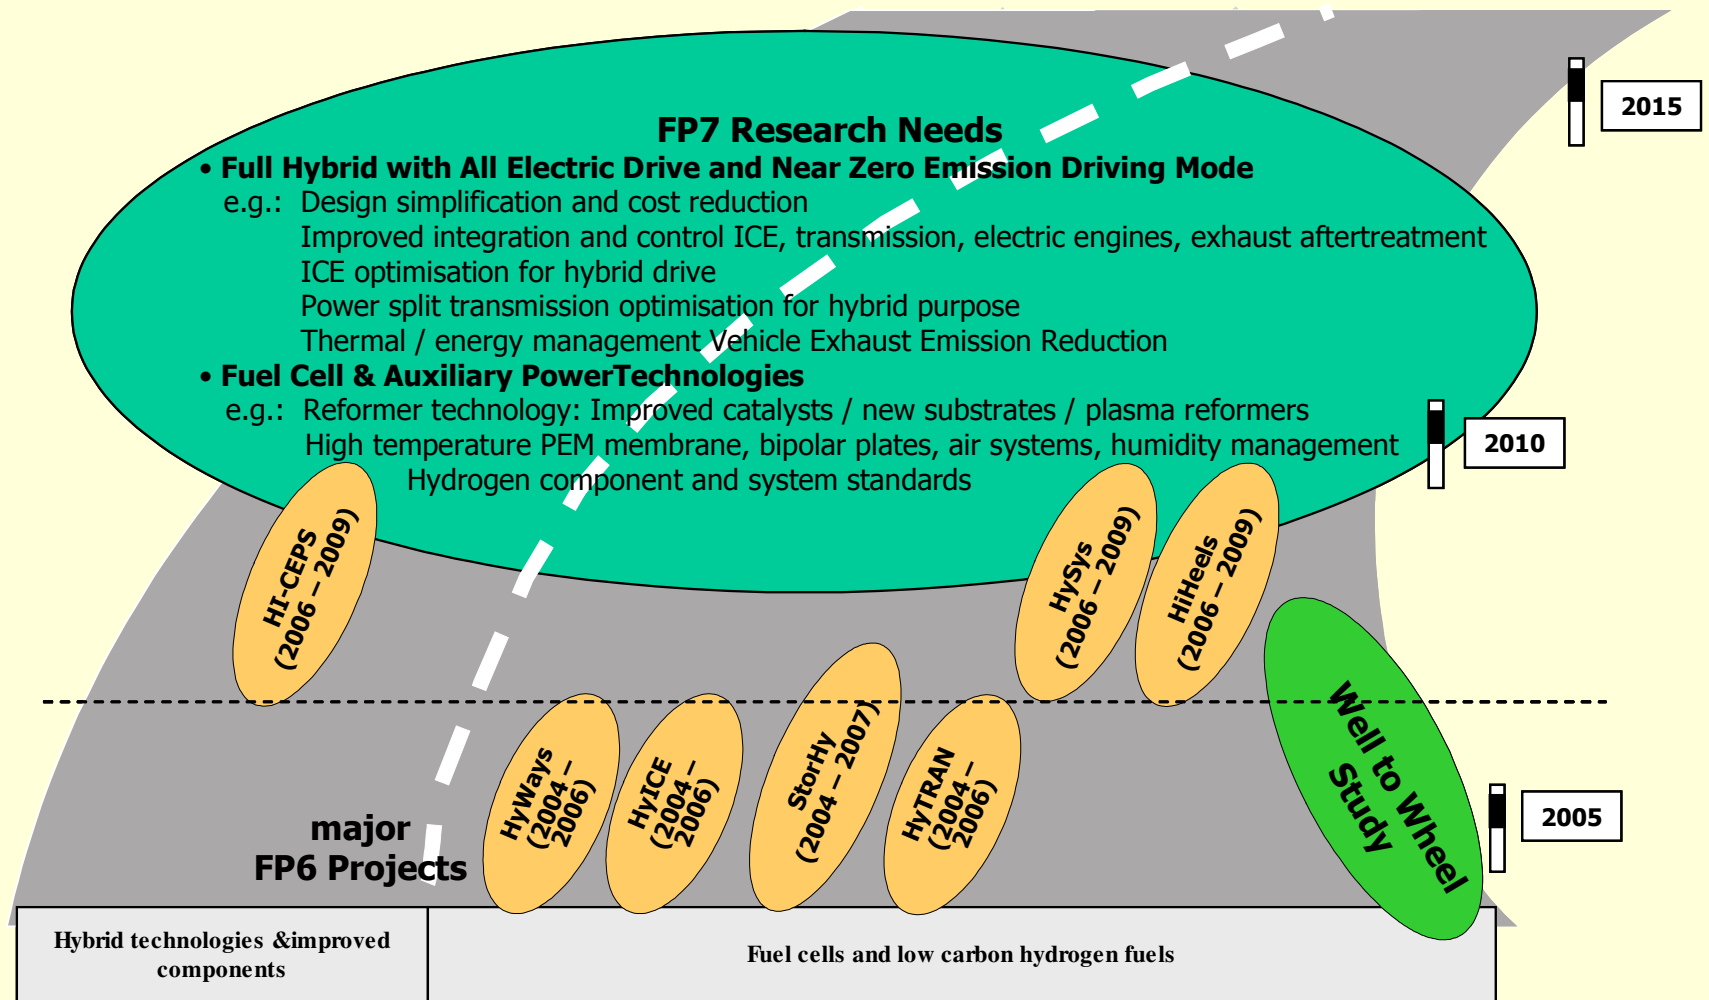 2015
FP7 Research Needs
• Full Hybrid with All Electric Drive and Near Zero Emission Driving Mode
e.g.: Design simplification and cost reduction
Improved integration and control ICE, transmission, electric engines, exhaust aftertreatment
ICE optimisation for hybrid drive
Power split transmission optimisation for hybrid purpose
Thermal / energy management Vehicle Exhaust Emission Reduction
• Fuel Cell & Auxiliary PowerTechnologies
e.g.: Reformer technology: Improved catalysts / new substrates / plasma reformers
High temperature PEM membrane, bipolar plates, air systems, humidity management
Hydrogen component and system standards
2010
HI-CEPS
(2006 – 2009)
HySys
(2006 – 2009)
HiHeels
(2006 – 2009)
HyWays
(2004 –
2006)
HyICE
(2004 –
2006)
StorHy
(2004 – 2007)
HyTRAN
(2004 –
2006)
Well to Wheel
Study
2005
major
FP6 Projects
Hybrid technologies &improved
components
Fuel cells and low carbon hydrogen fuels